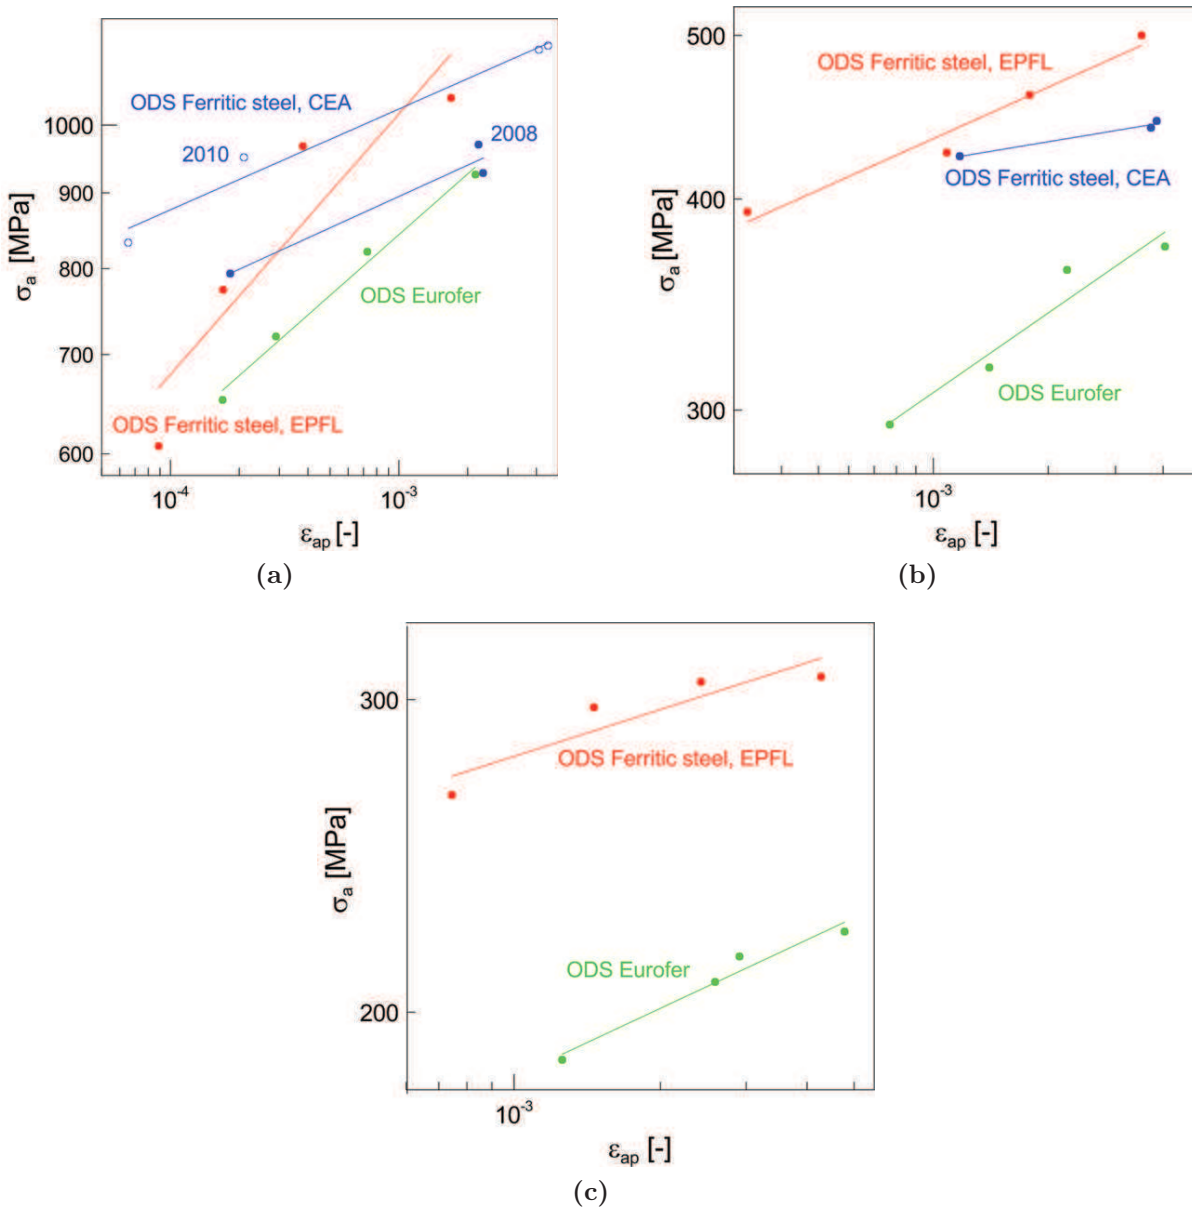 ODS Ferritic steel, CEA
2010
2008
ODS Eurofer
ODS Ferritic steel, EPFL
1000
900
800
700
600
σa [MPa]
10-4
10-3
εap [-]
(a)
ODS Ferritic steel, EPFL
ODS Ferritic steel, CEA
ODS Eurofer
500
400
300
σa [MPa]
10-3
εap [-]
(b)
300
200
σa [MPa]
ODS Ferritic steel, EPFL
ODS Eurofer
10-3
εap [-]
(c)